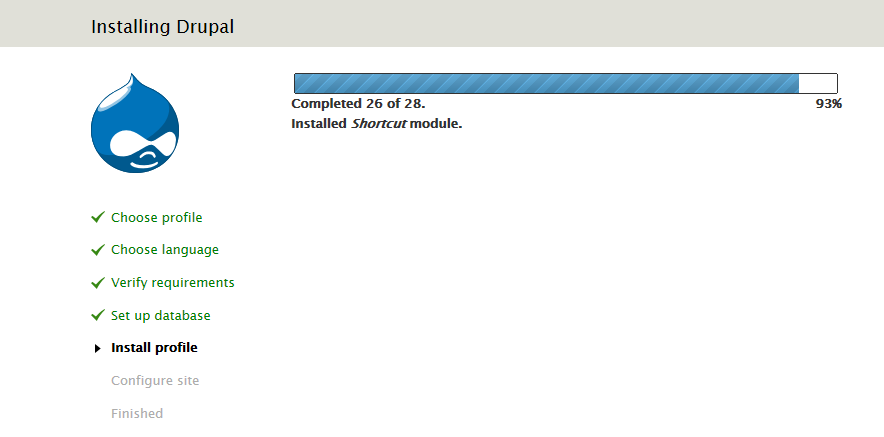 Installing Drupal
Completed 26 of 28.
93%
Installed Shortcut module.
Choose profile
Choose language
Verify requirements
Set up database
Install profile
Configure site
Finished